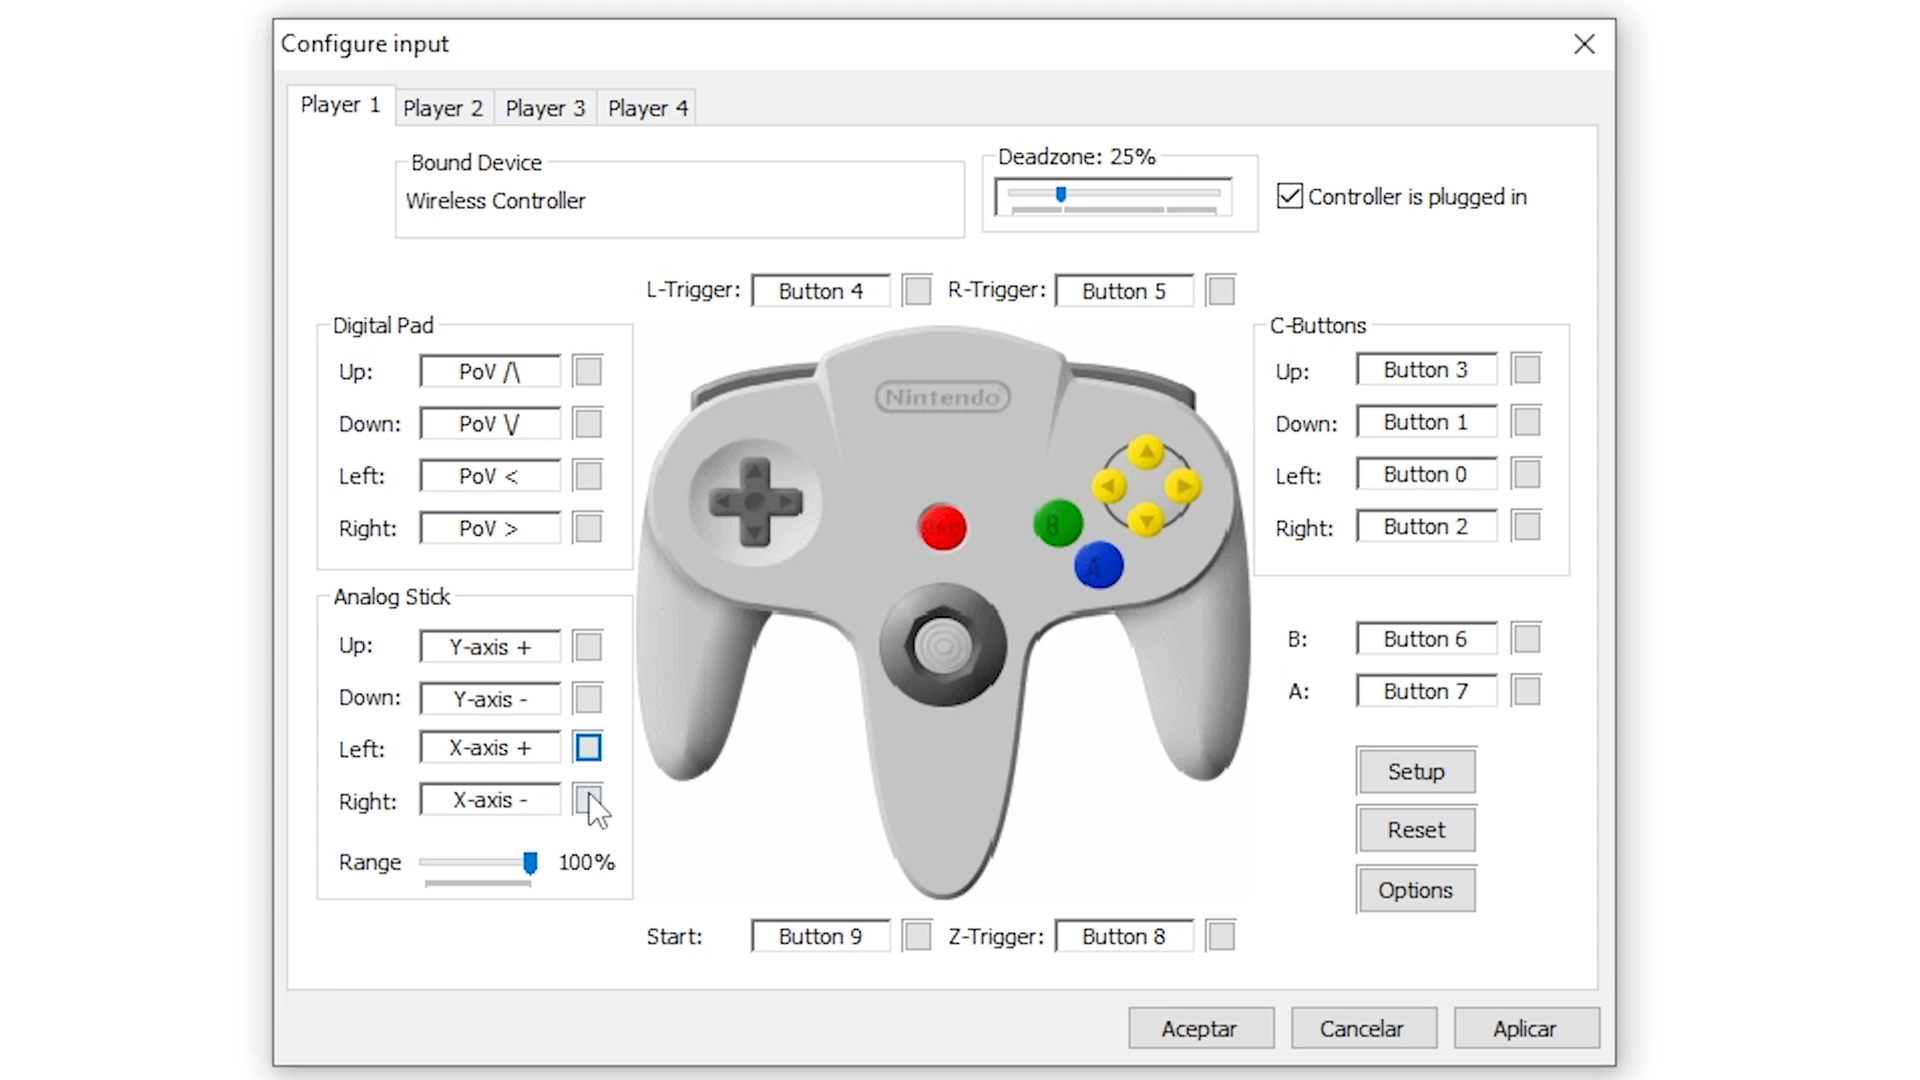 Configure input
Player 1
Player 2
Player 3
Player 4
Bound Device
Wireless Controller
Deadzone: 25%
Controller is plugged in
L-Trigger:
Button 4
R-Trigger:
Button 5
Digital Pad
Up:
PoV /\
Down:
PoV \/
Left:
PoV <
Right:
PoV >
Analog Stick
Up:
Y-axis +
Down:
Y-axis -
Left:
X-axis +
Right:
X-axis -
Range
100%
Nintendo
B
A
C-Buttons
Up:
Button 3
Down:
Button 1
Left:
Button 0
Right:
Button 2
B:
Button 6
A:
Button 7
Setup
Reset
Options
Start:
Button 9
Z-Trigger:
Button 8
Aceptar
Cancelar
Aplicar